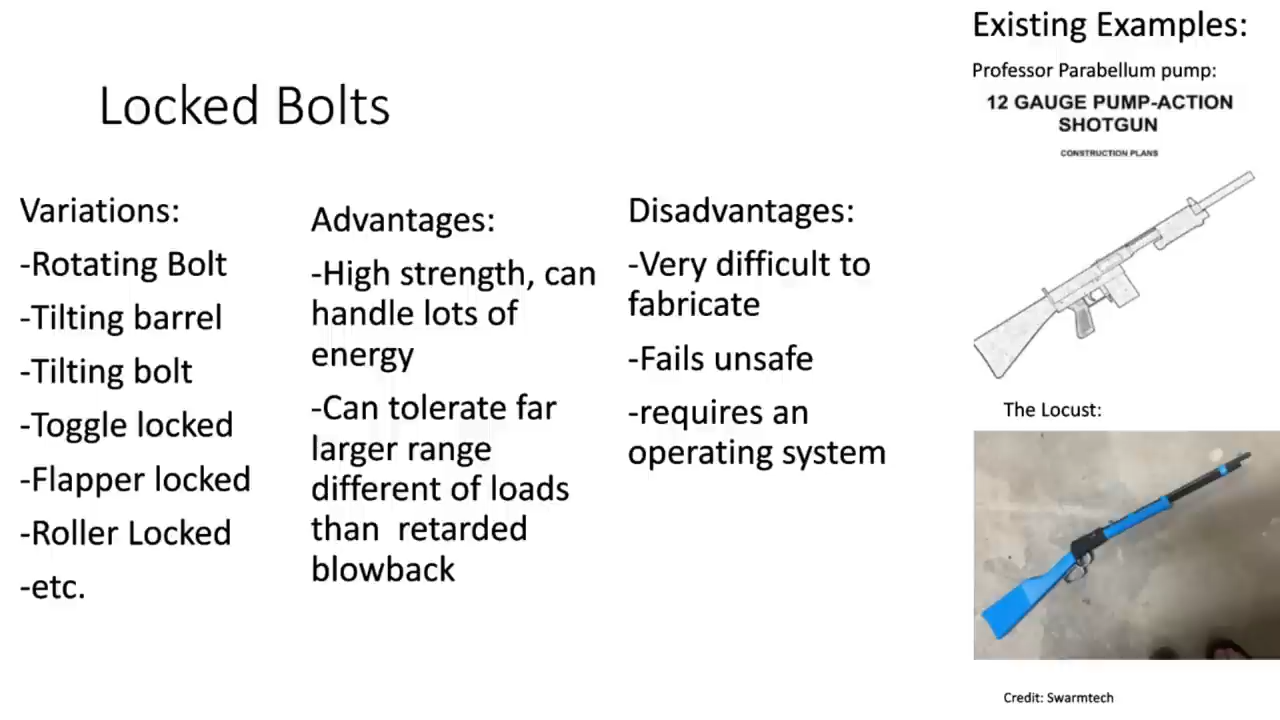 Locked Bolts
Variations:
-Rotating Bolt
-Tilting barrel
-Tilting bolt
-Toggle locked
-Flapper locked
-Roller Locked
-etc.
Advantages:
-High strength, can
handle lots of
energy
-Can tolerate far
larger range
different of loads
than retarded
blowback
Disadvantages:
-Very difficult to
fabricate
-Fails unsafe
-requires an
operating system
Existing Examples:
Professor Parabellum pump:
12 GAUGE PUMP-ACTION
SHOTGUN
CONSTRUCTION PLANS
The Locust:
Credit: Swarmtech